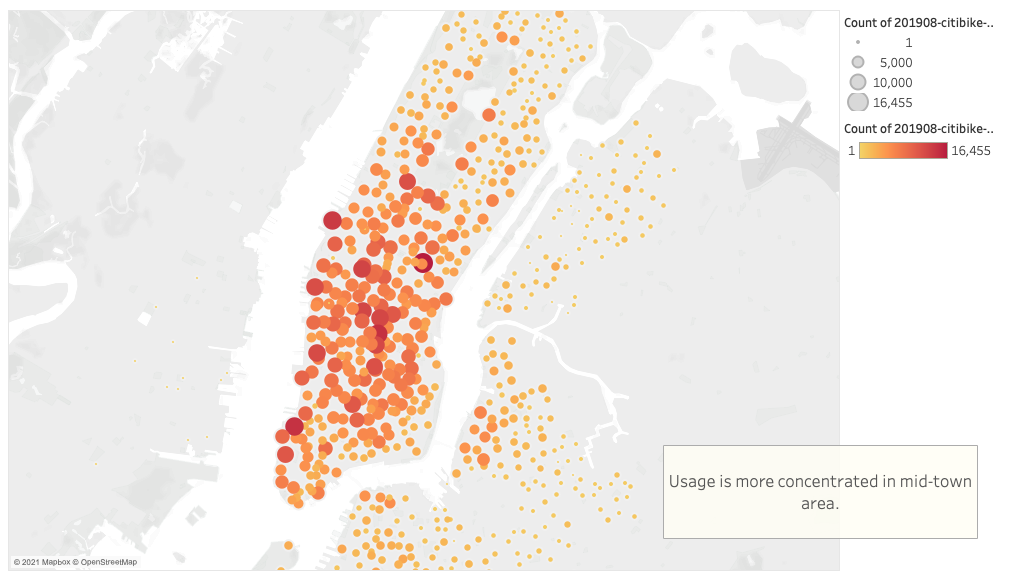 Count of 201908-citibike-..
1
5,000
10,000
16,455
Count of 201908-citibike-..
1 16,455
Usage is more concentrated in mid-town
area.
© 2021 Mapbox © OpenStreetMap